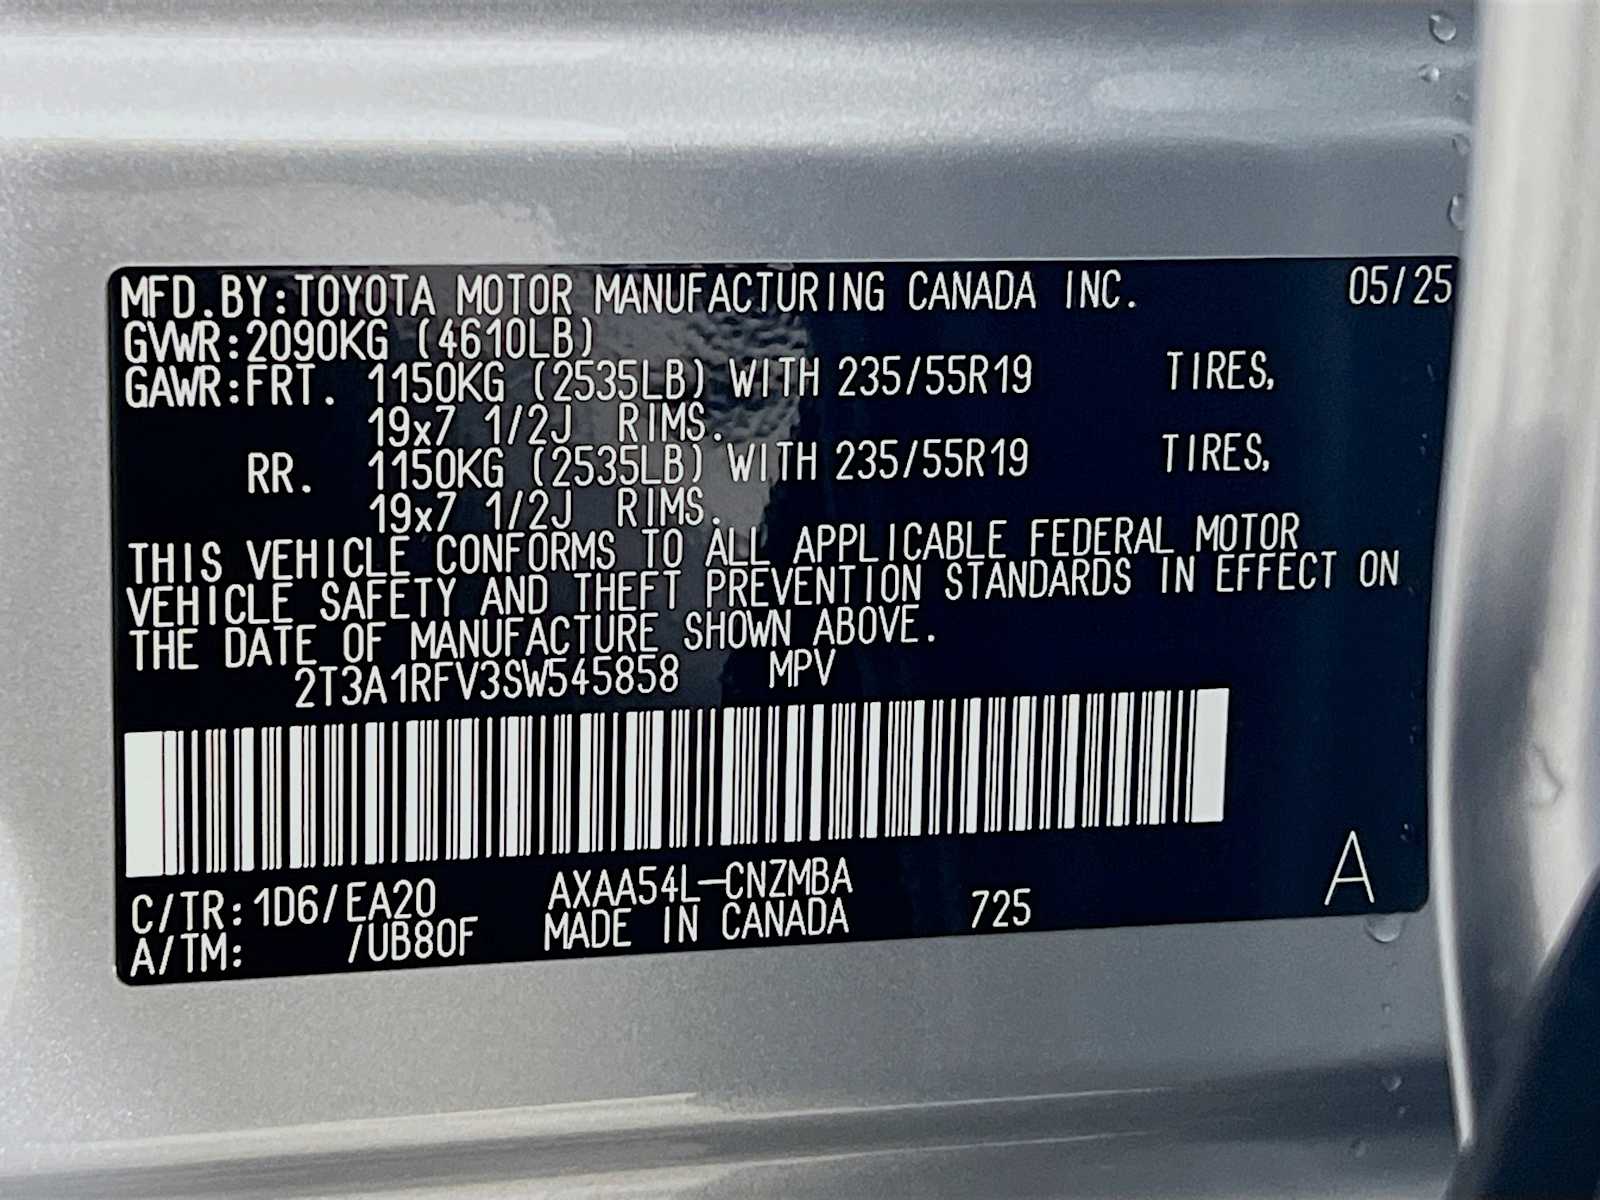 MFD.BY:TOYOTA MOTOR MANUFACTURING CANADA INC. 05/25
GVWR:2090KG (4610LB)
GAWR:FRT. 1150KG (2535LB) WITH 235/55R19 TIRES,
19x7 1/2J RIMS.
RR. 1150KG (2535LB) WITH 235/55R19 TIRES,
19x7 1/2J RIMS.
THIS VEHICLE CONFORMS TO ALL APPLICABLE FEDERAL MOTOR
VEHICLE SAFETY AND THEFT PREVENTION STANDARDS IN EFFECT ON
THE DATE OF MANUFACTURE SHOWN ABOVE.
2T3A1RFV3SW545858 MPV
C/TR:1D6/EA20 AXAA54L-CNZMBA
A/TM: /UB80F MADE IN CANADA 725 A